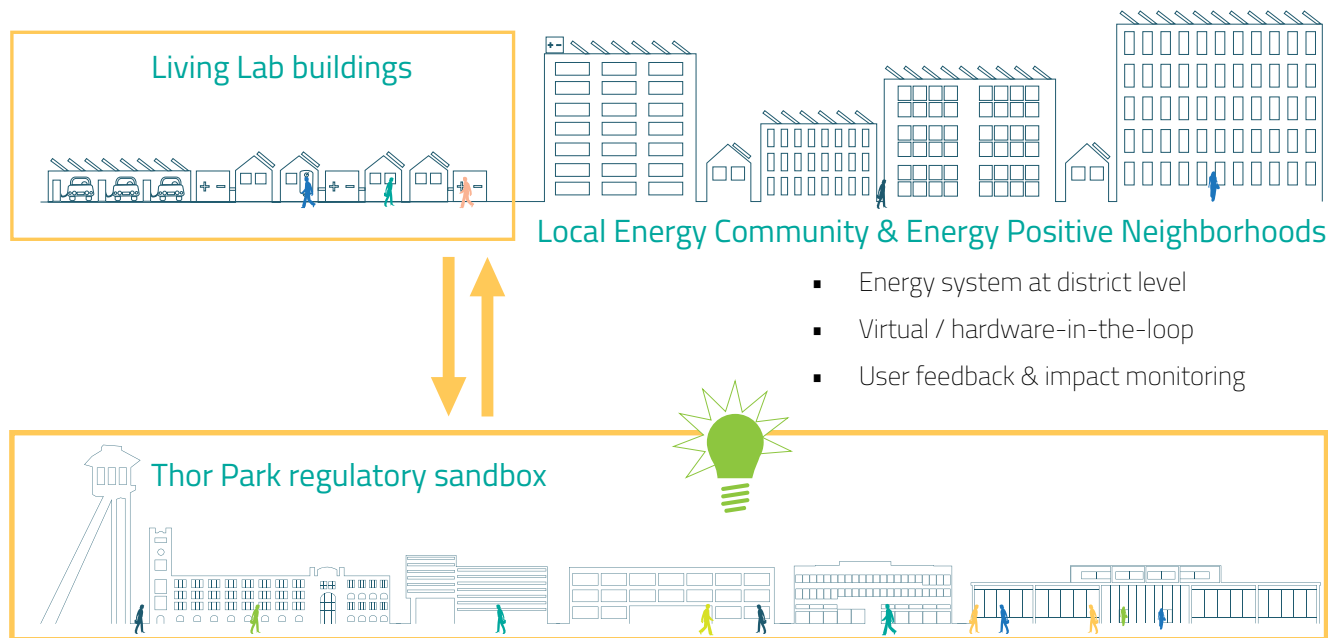 Living Lab buildings
+ -
+ -
+ -
+ -
Local Energy Community & Energy Positive Neighborhoods
▪ Energy system at district level
▪ Virtual / hardware-in-the-loop
▪ User feedback & impact monitoring
Thor Park regulatory sandbox